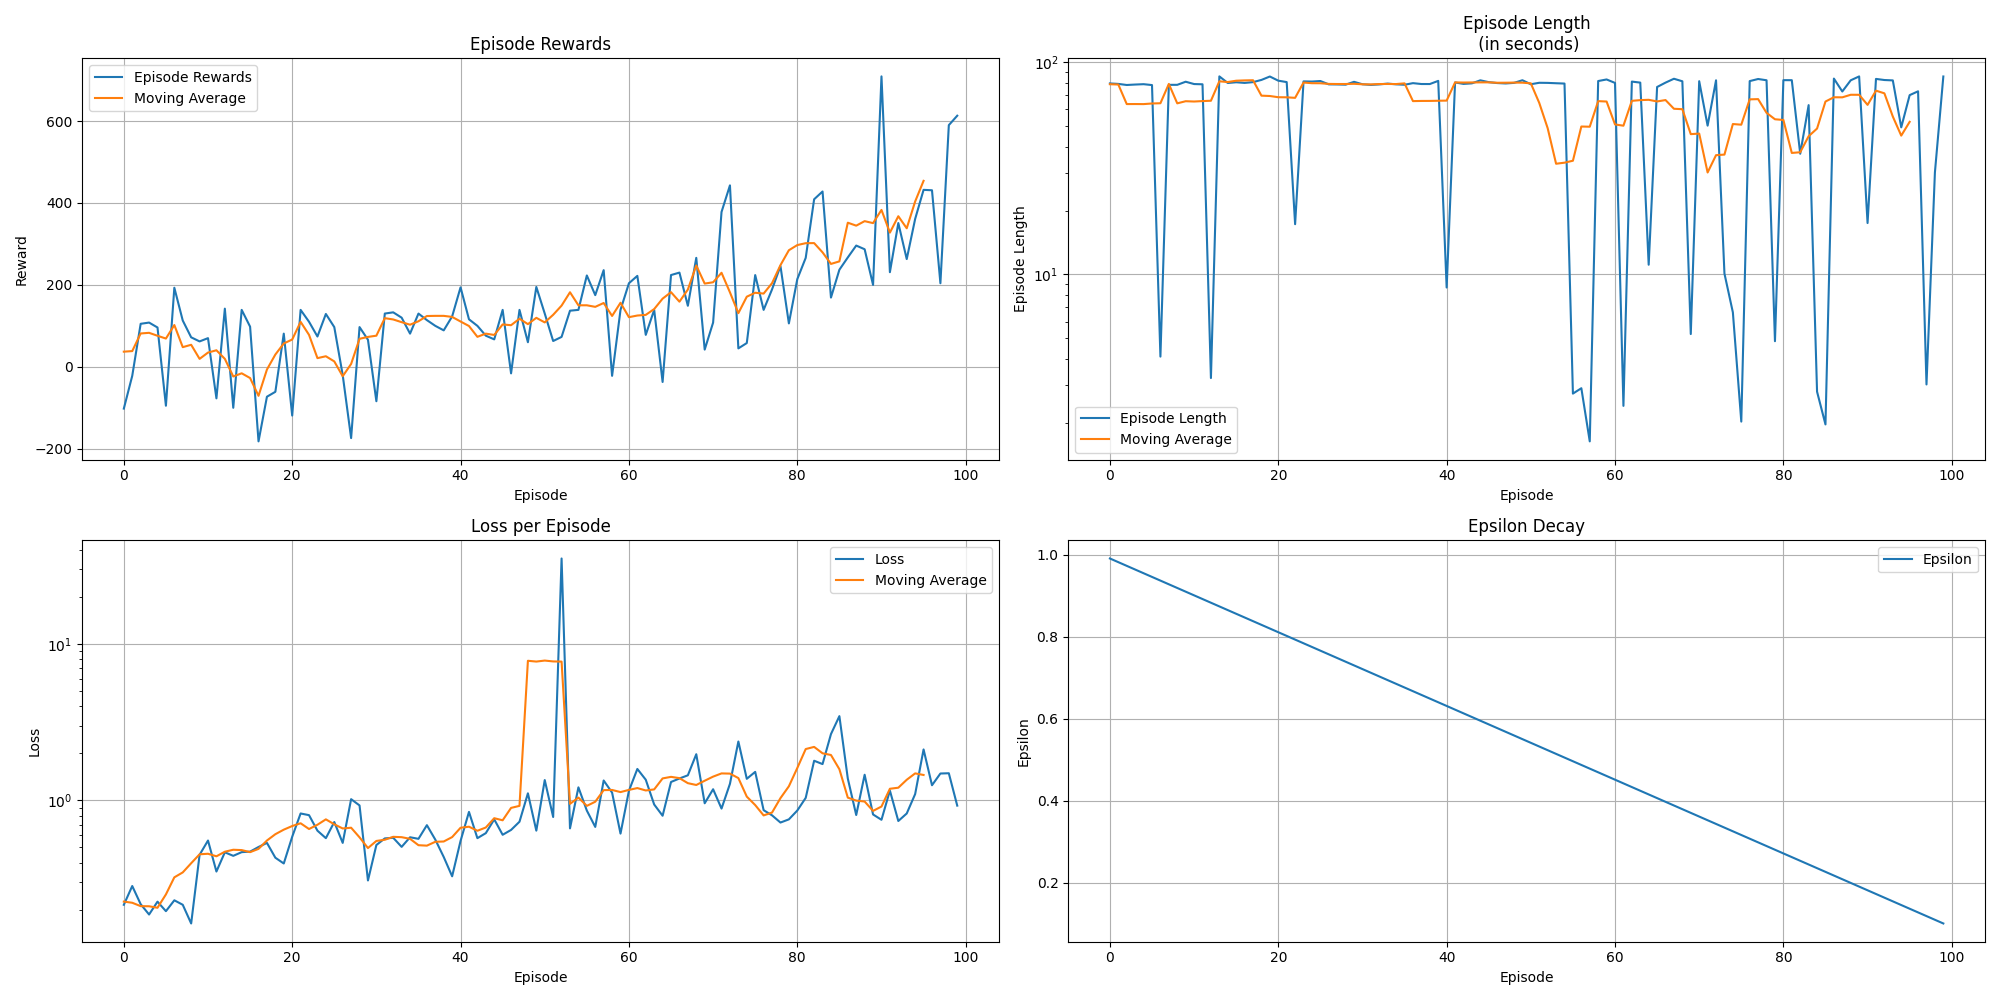 Episode Rewards
Episode Rewards
Moving Average
600
400
200
0
−200
Reward
0 20 40 60 80 100
Episode
Episode Length
(in seconds)
10²
10¹
Episode Length
Episode Length
Moving Average
0 20 40 60 80 100
Episode
Loss per Episode
Loss
Moving Average
10¹
10⁰
Loss
0 20 40 60 80 100
Episode
Epsilon Decay
Epsilon
1.0
0.8
0.6
0.4
0.2
Epsilon
0 20 40 60 80 100
Episode